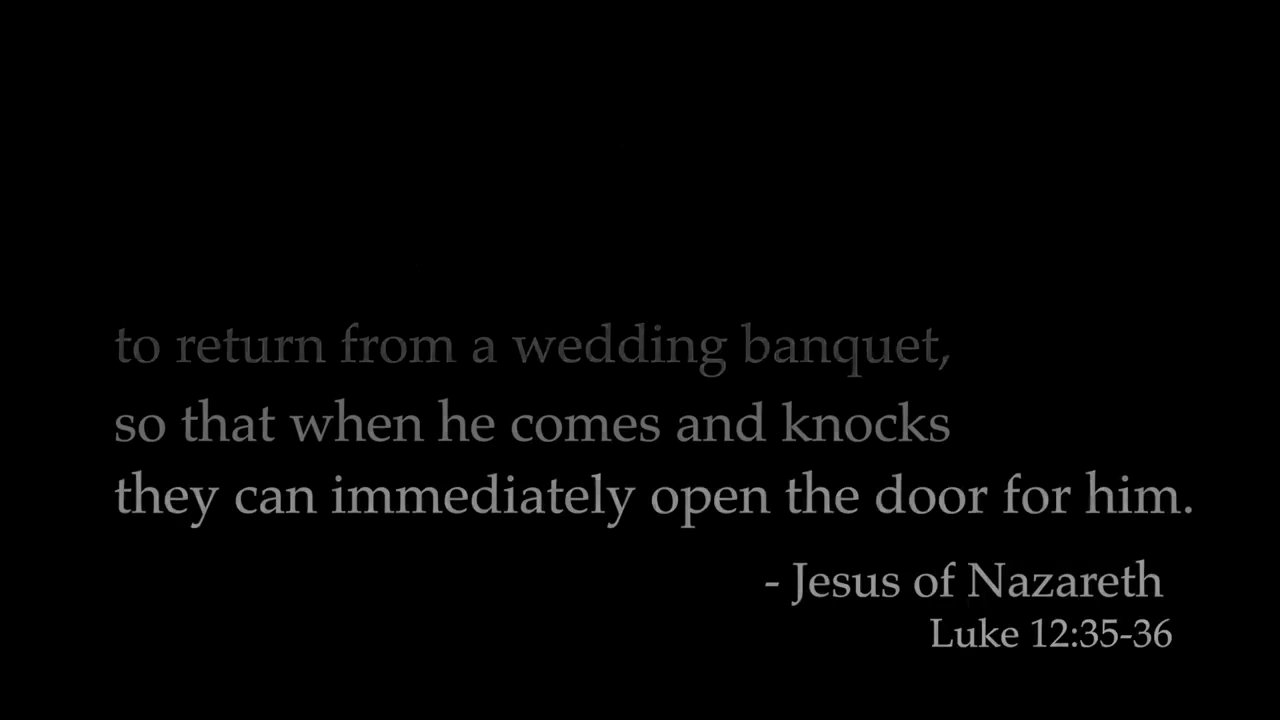 to return from a wedding banquet,
so that when he comes and knocks
they can immediately open the door for him.
- Jesus of Nazareth
Luke 12:35-36